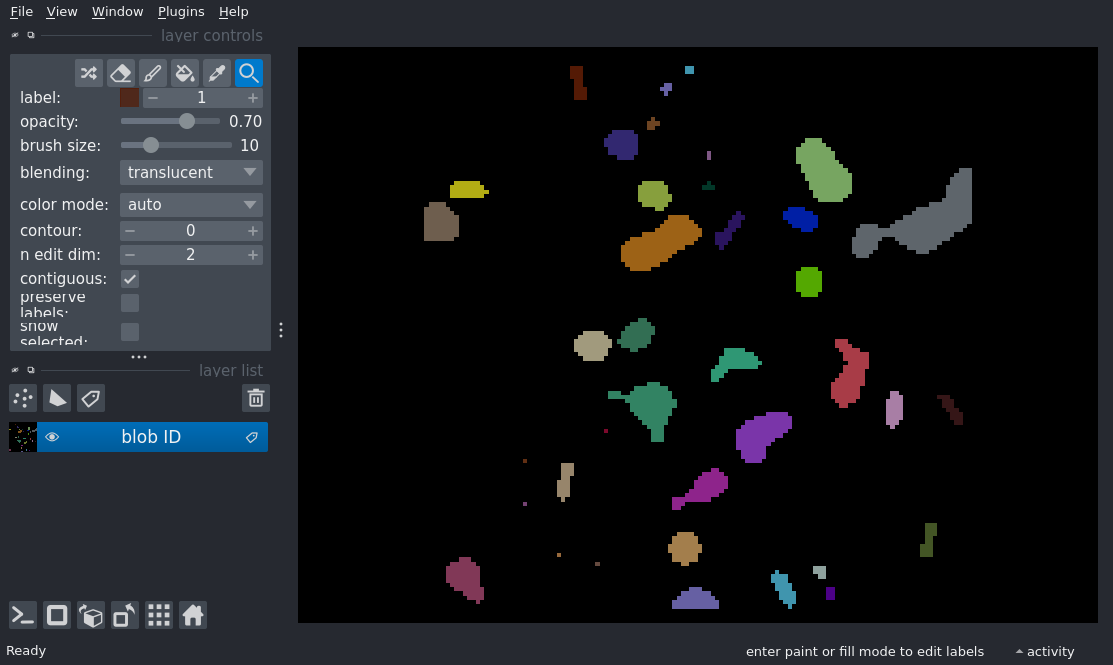 File View Window Plugins Help
layer controls
label: 1
opacity: 0.70
brush size: 10
blending: translucent
color mode: auto
contour: 0
n edit dim: 2
contiguous:
preserve
labels:
show
selected:
layer list
blob ID
Ready
enter paint or fill mode to edit labels
activity